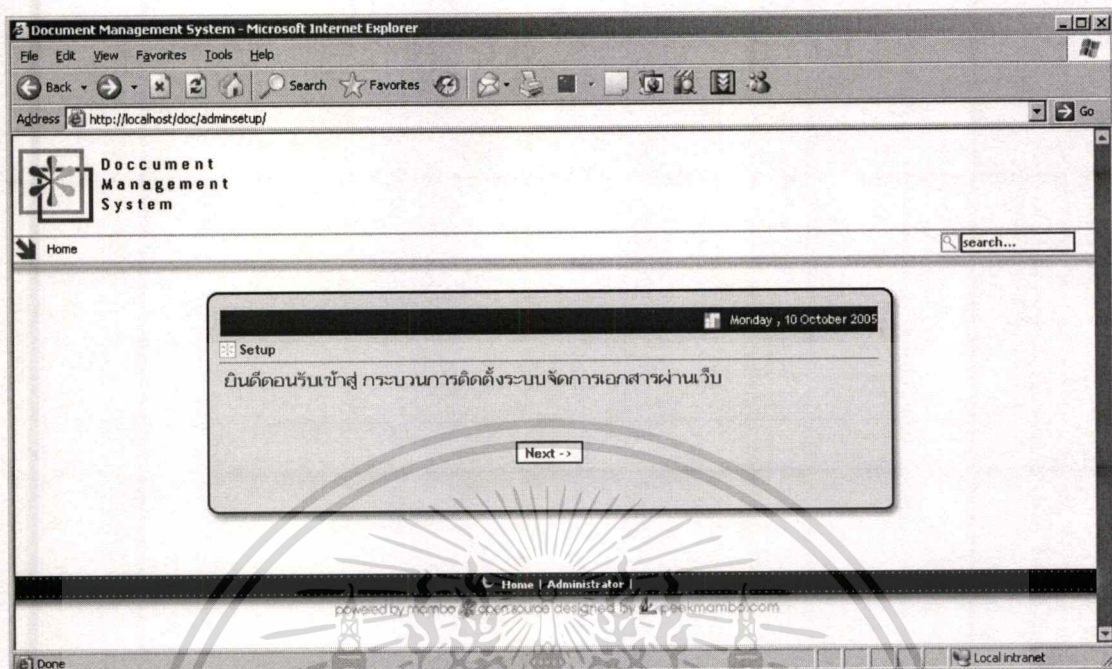 Document Management System - Microsoft Internet Explorer
File Edit View Favorites Tools Help
Back Search Favorites
Address http://localhost/doc/adminsetup/ Go
Doccument
Management
System
Home search...
Monday , 10 October 2005
Setup
ยินดีตอนรับเข้าสู่ กระบวนการติดตั้งระบบจัดการเอกสารผ่านเว็บ
Next ->
Home | Administrator |
powered by mambo open source designed by peekmambo.com
Done Local intranet